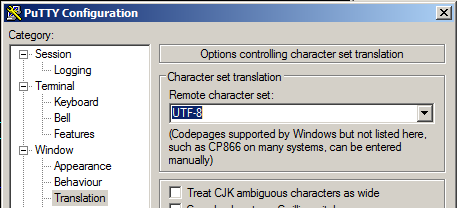 PuTTY Configuration
Category:
Session
Logging
Terminal
Keyboard
Bell
Features
Window
Appearance
Behaviour
Translation
Options controlling character set translation
Character set translation
Remote character set:
UTF-8
(Codepages supported by Windows but not listed here,
such as CP866 on many systems, can be entered
manually)
Treat CJK ambiguous characters as wide